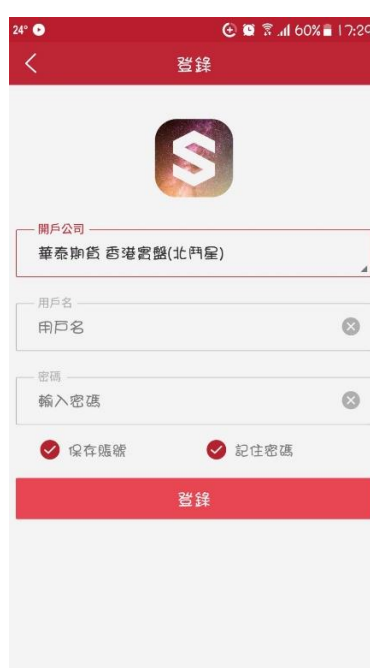 24° 60% 17:29
登錄
開戶公司
華泰期貨 香港實盤(北鬥星)
用戶名
用戶名
密碼
輸入密碼
保存賬號 記住密碼
登錄